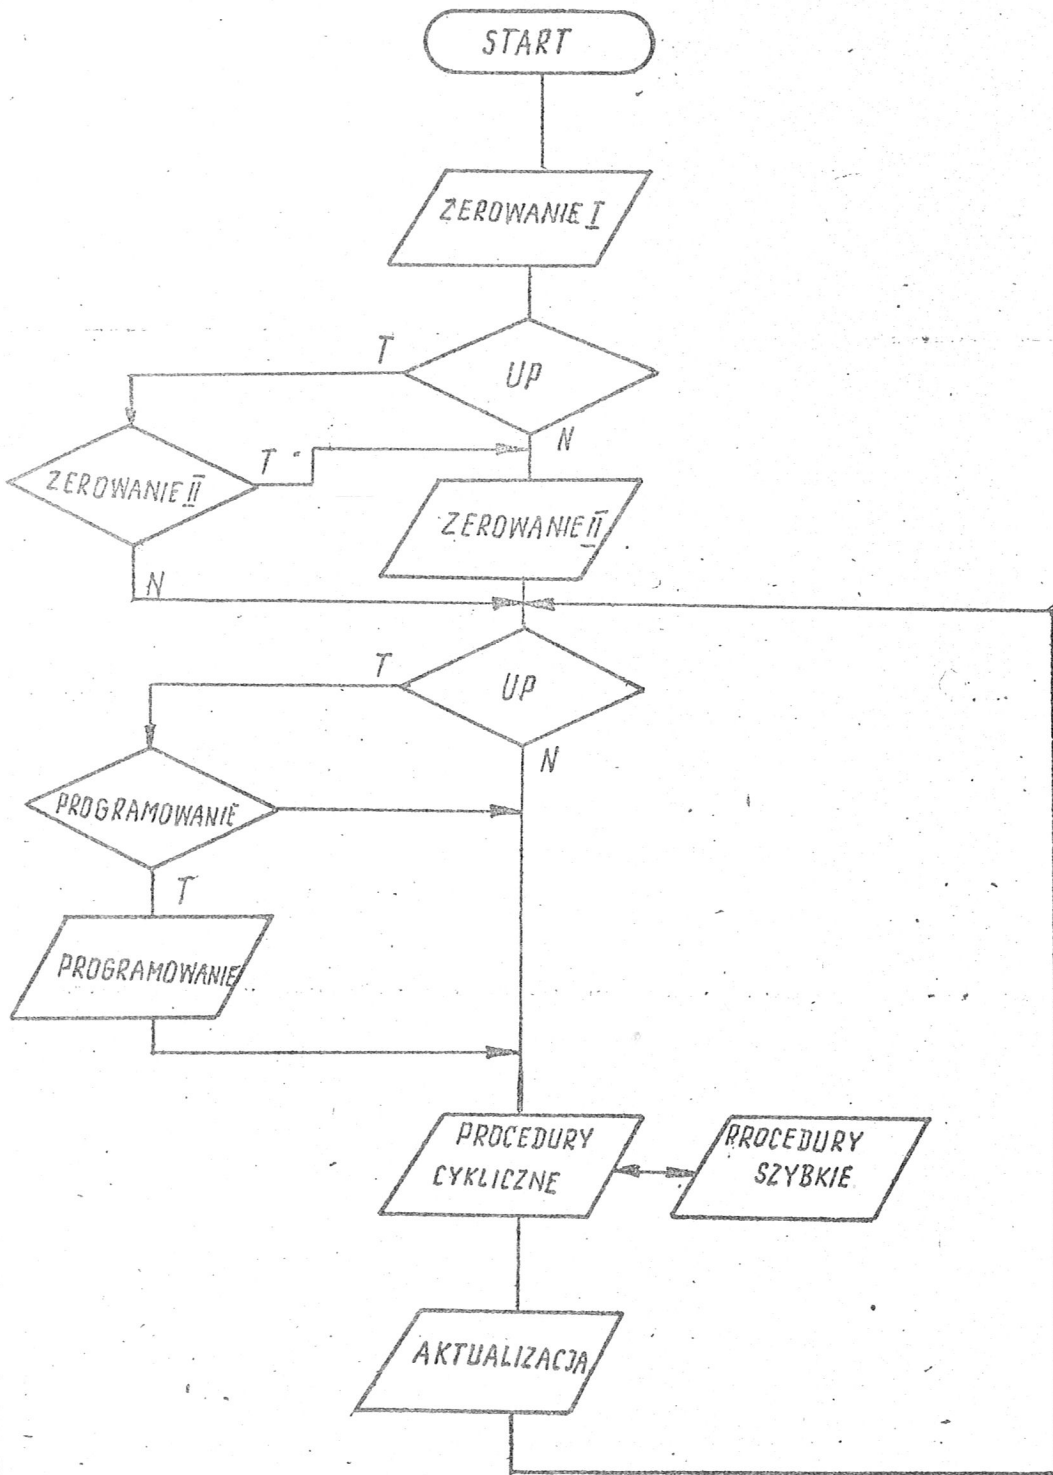 START
ZEROWANIE I
T
UP
N
ZEROWANIE II
T
ZEROWANIE II
N
T
UP
N
PROGRAMOWANIE
T
PROGRAMOWANIE
PROCEDURY
CYKLICZNE
PROCEDURY
SZYBKIE
AKTUALIZACJA